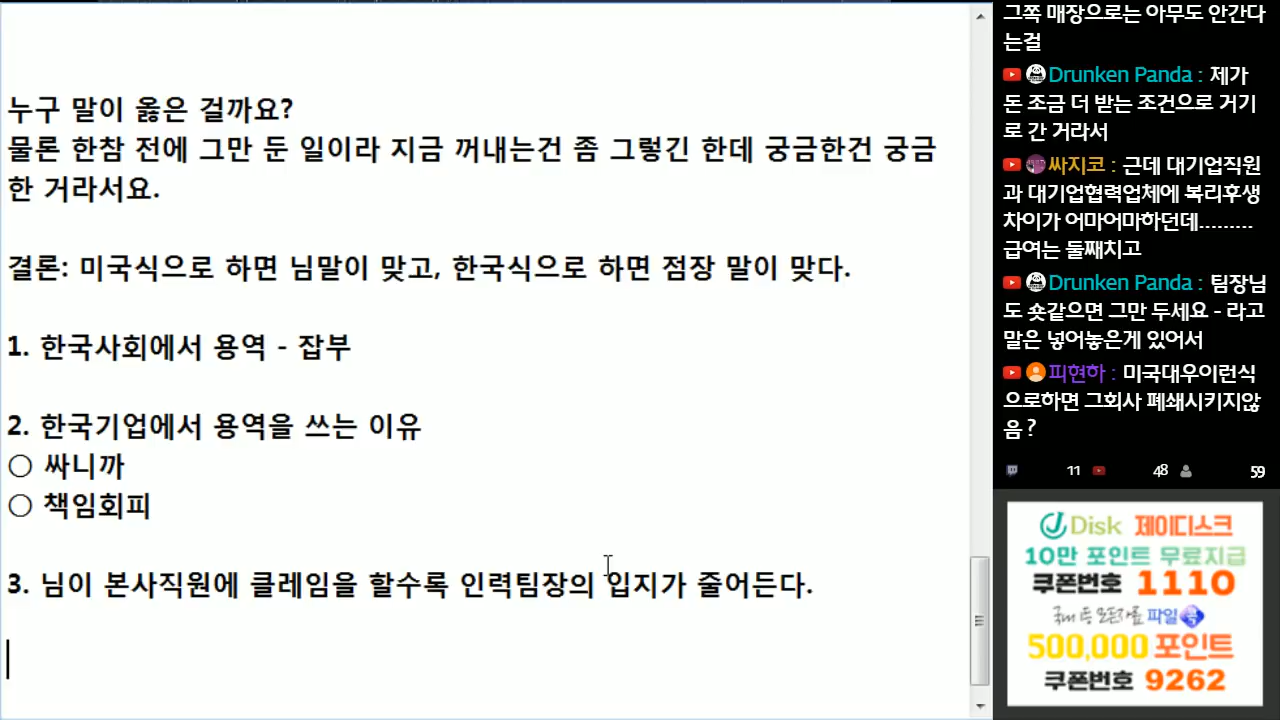 누구 말이 옳은 걸까요?
물론 한참 전에 그만 둔 일이라 지금 꺼내는건 좀 그렇긴 한데 궁금한건 궁금
한 거라서요.
결론: 미국식으로 하면 님말이 맞고, 한국식으로 하면 점장 말이 맞다.
1. 한국사회에서 용역 - 잡부
2. 한국기업에서 용역을 쓰는 이유
○ 싸니까
○ 책임회피
3. 님이 본사직원에 클레임을 할수록 인력팀장의 입지가 줄어든다.
그쪽 매장으로는 아무도 안간다
는걸
Drunken Panda : 제가
돈 조금 더 받는 조건으로 거기
로 간 거라서
싸지코 : 근데 대기업직원
과 대기업협력업체에 복리후생
차이가 어마어마하던데.........
급여는 둘째치고
Drunken Panda : 팀장님
도 숏같으면 그만 두세요 - 라고
말은 넣어놓은게 있어서
피현하 : 미국대우이런식
으로하면 그회사 폐쇄시키지않
음?
11 48 59
J Disk 제이디스크
10만 포인트 무료지급
쿠폰번호 1110
국내 1등 모든자료 파일콕
500,000 포인트
쿠폰번호 9262